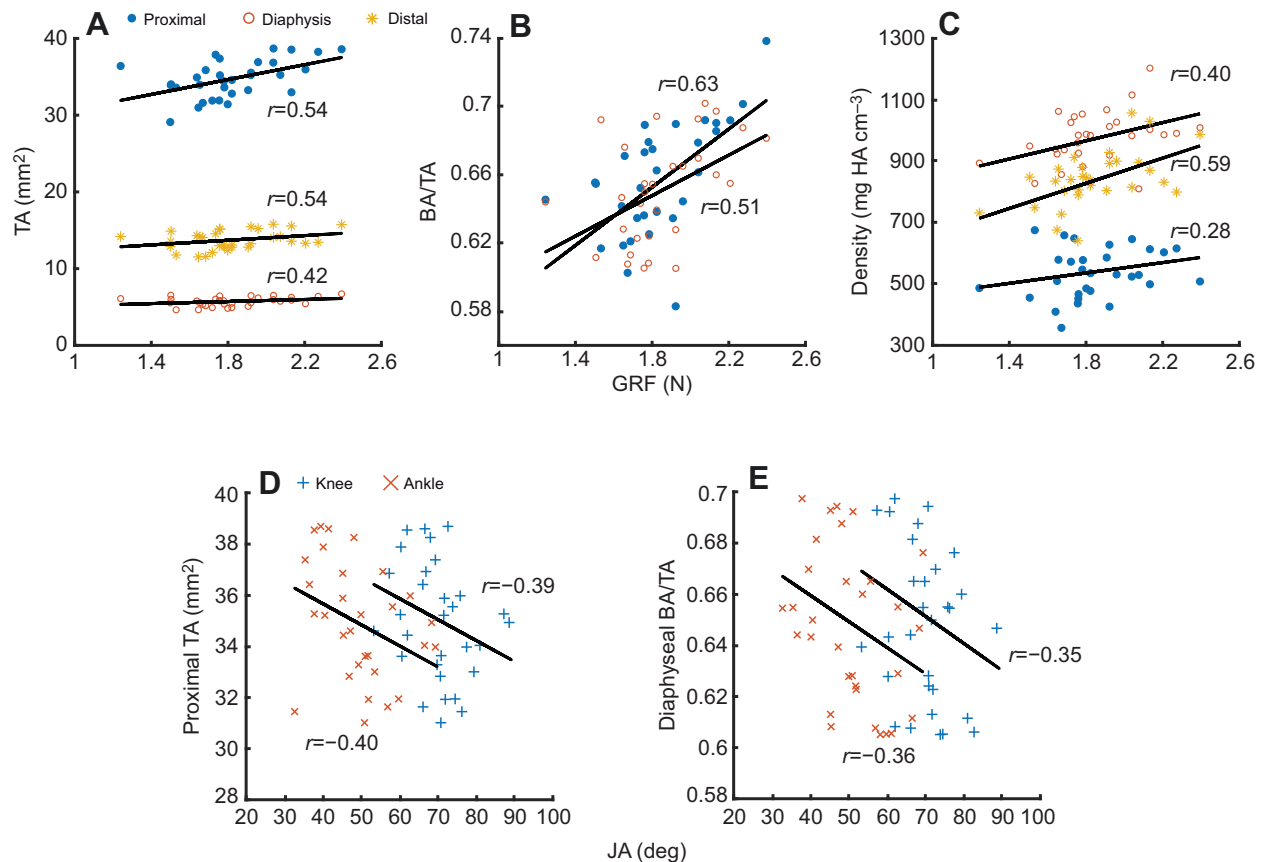 A
Proximal Diaphysis Distal
TA (mm2)
40
30
20
10
0
r=0.54
r=0.54
r=0.42
1 1.4 1.8 2.2 2.6
B
BA/TA
0.74
0.7
0.66
0.62
0.58
r=0.63
r=0.51
1 1.4 1.8 2.2 2.6
GRF (N)
C
Density (mg HA cm−3)
1300
1100
900
700
500
300
r=0.40
r=0.59
r=0.28
1 1.4 1.8 2.2 2.6
D
Knee Ankle
Proximal TA (mm2)
40
38
36
34
32
30
28
r=−0.39
r=−0.40
20 30 40 50 60 70 80 90 100
E
Diaphyseal BA/TA
0.7
0.68
0.66
0.64
0.62
0.6
0.58
r=−0.35
r=−0.36
20 30 40 50 60 70 80 90 100
JA (deg)